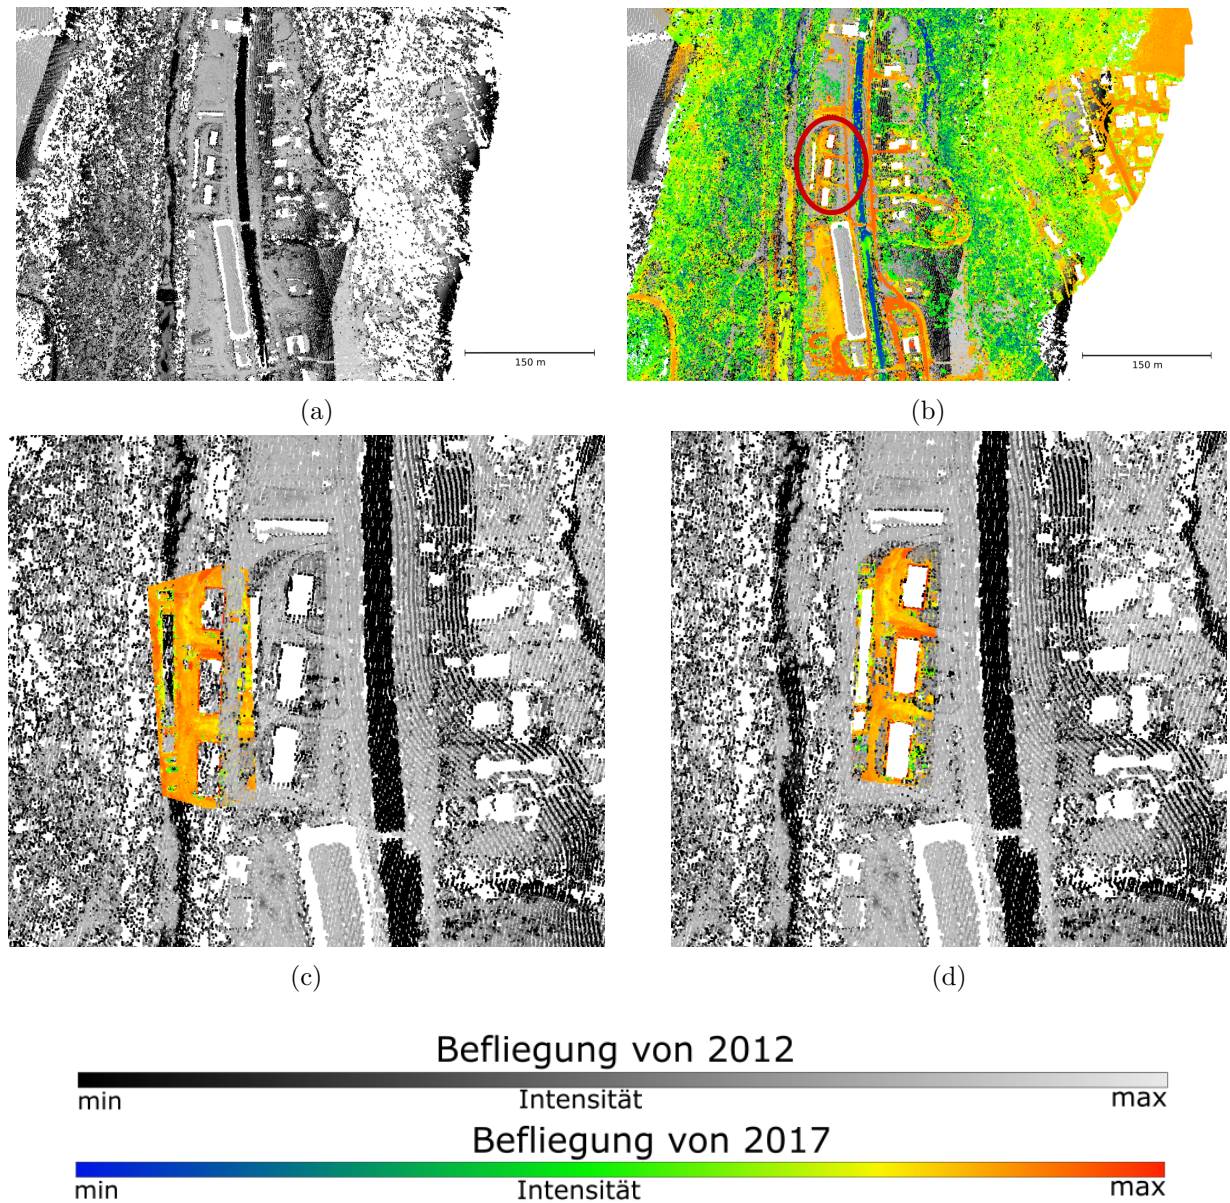 150 m
150 m
(a)
(b)
(c)
(d)
Befliegung von 2012
min
Intensität
max
Befliegung von 2017
min
Intensität
max